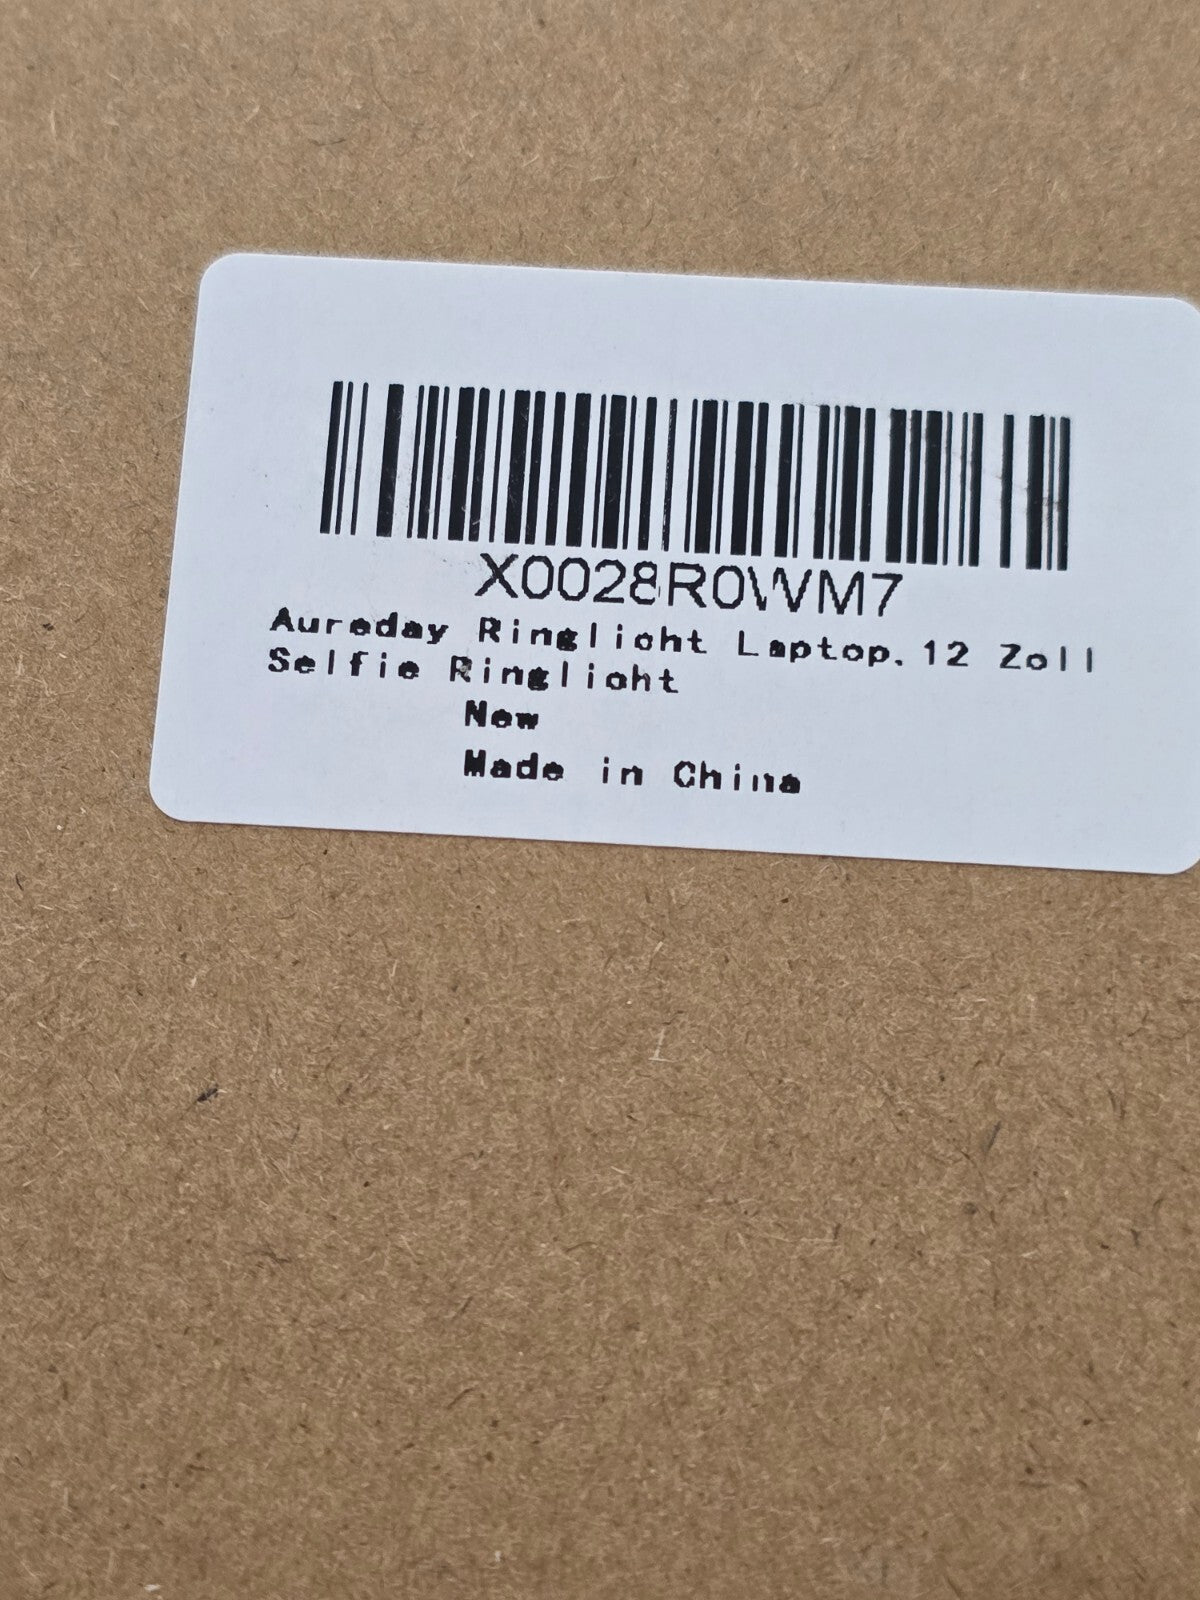 X0028R0WM7
Aureday Ringlicht Laptop,12 Zoll
Selfie Ringlicht
New
Made in China